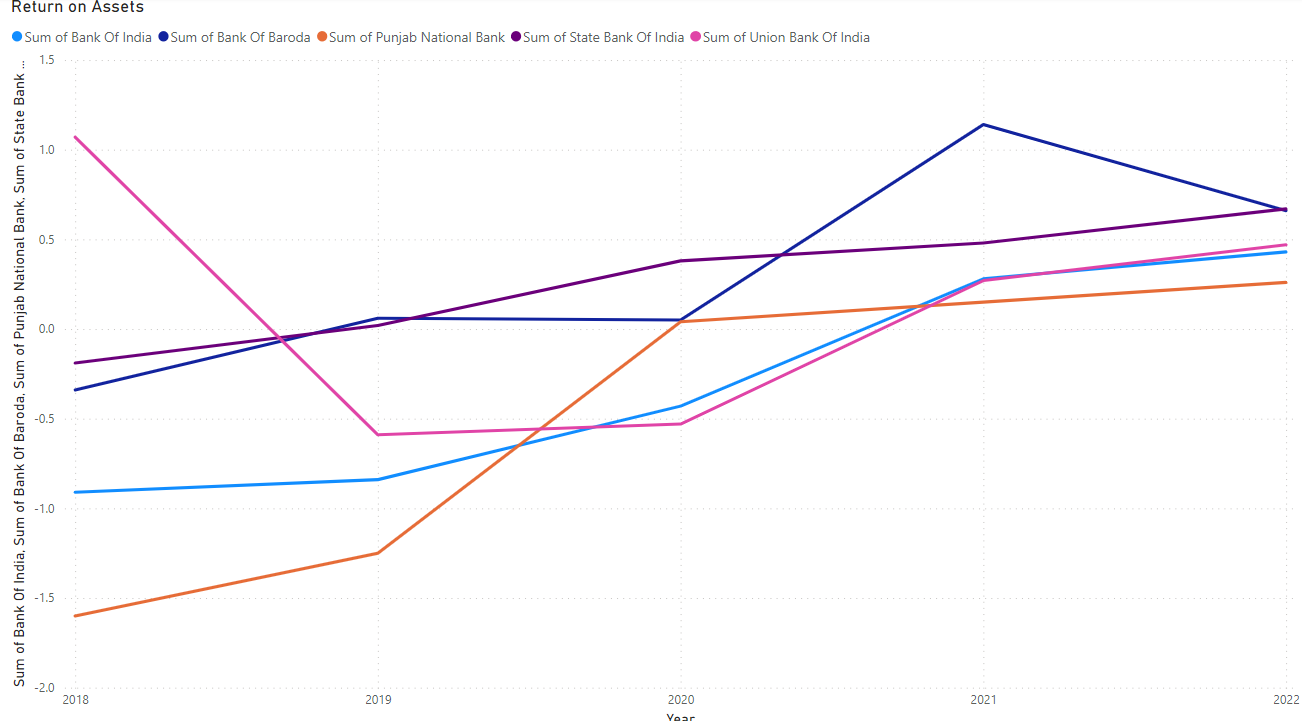 Return on Assets
Sum of Bank Of India Sum of Bank Of Baroda Sum of Punjab National Bank Sum of State Bank Of India Sum of Union Bank Of India
Sum of Bank Of India, Sum of Bank Of Baroda, Sum of Punjab National Bank, Sum of State Bank ...
1.5
1.0
0.5
0.0
-0.5
-1.0
-1.5
-2.0
2018 2019 2020 2021 2022
Year